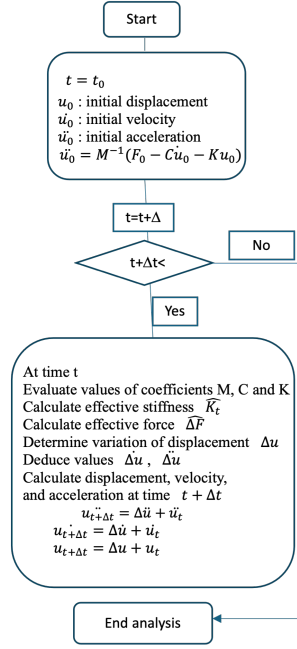 Start
t = t₀
u₀ : initial displacement
u̇₀ : initial velocity
ü₀ : initial acceleration
ü₀ = M⁻¹(F₀ − Cu̇₀ − Ku₀)
t=t+Δ
t+Δt<
No
Yes
At time t
Evaluate values of coefficients M, C and K
Calculate effective stiffness K̂ₜ
Calculate effective force Δ̂F
Determine variation of displacement Δu
Deduce values Δu̇ , Δü
Calculate displacement, velocity,
and acceleration at time t + Δt
ü_{t+Δt} = Δü + üₜ
u̇_{t+Δt} = Δu̇ + u̇ₜ
u_{t+Δt} = Δu + uₜ
End analysis